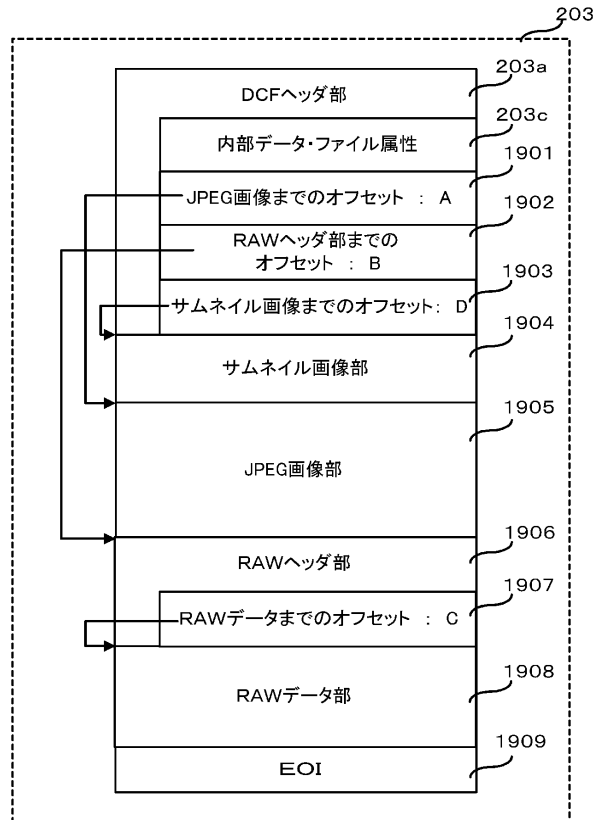 203
203a
DCFヘッダ部
203c
内部データ・ファイル属性
1901
JPEG画像までのオフセット : A
1902
RAWヘッダ部までの
オフセット : B
1903
サムネイル画像までのオフセット: D
1904
サムネイル画像部
1905
JPEG画像部
1906
RAWヘッダ部
1907
RAWデータまでのオフセット : C
1908
RAWデータ部
1909
EOI